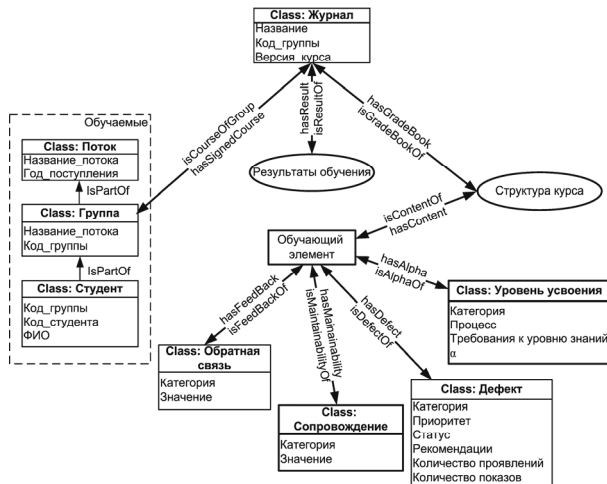 Class: Журнал
Название
Код_группы
Версия_курса
Обучаемые
Class: Поток
Название_потока
Год_поступления
IsPartOf
Class: Группа
Название_потока
Код_группы
IsPartOf
Class: Студент
Код_группы
Код_студента
ФИО
isCourseOfGroup
hasSignedCourse
hasResult
isResultOf
hasGradeBook
isGradeBookOf
Результаты обучения
Структура курса
isContentOf
hasContent
Обучающий
элемент
hasAlpha
isAlphaOf
Class: Уровень усвоения
Категория
Процесс
Требования к уровню знаний
α
hasFeedBack
isFeedBackOf
hasMainainability
isMaintainabilityOf
hasDefect
isDefectOf
Class: Обратная
связь
Категория
Значение
Class:
Сопровождение
Категория
Значение
Class: Дефект
Категория
Приоритет
Статус
Рекомендации
Количество проявлений
Количество показов